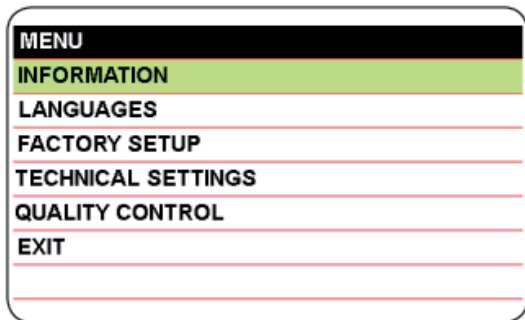 MENU
INFORMATION
LANGUAGES
FACTORY SETUP
TECHNICAL SETTINGS
QUALITY CONTROL
EXIT